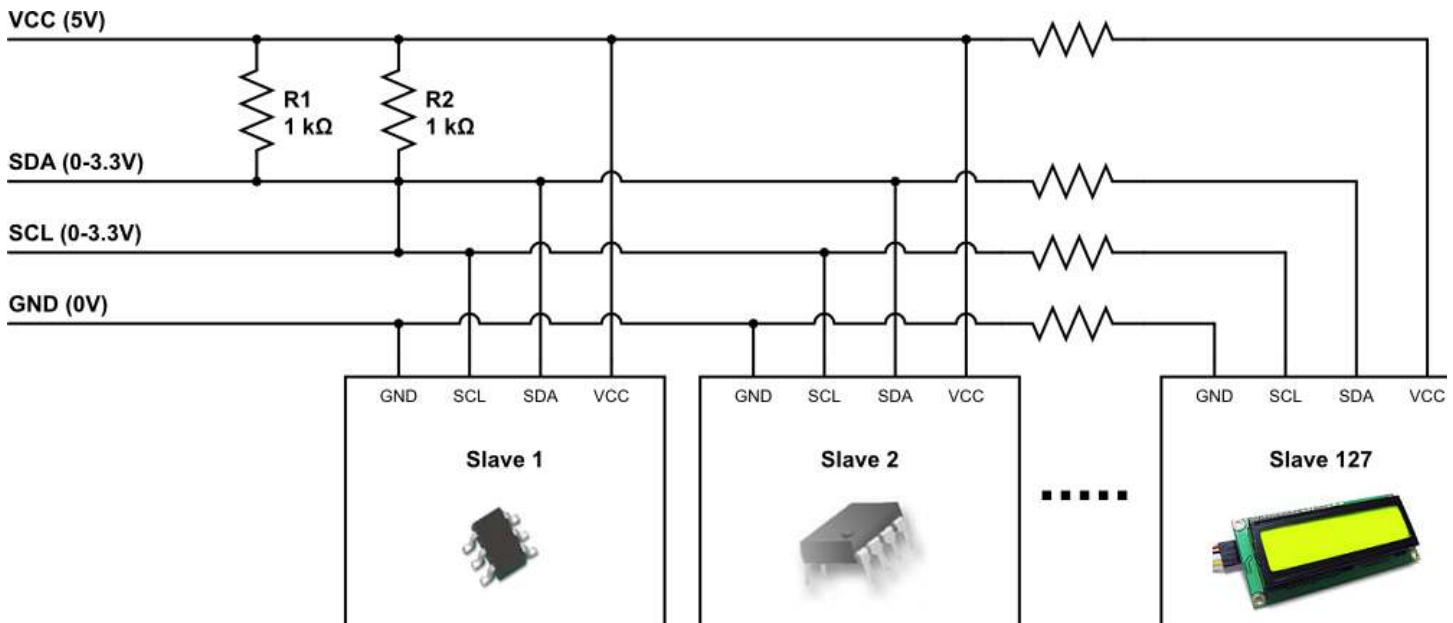 VCC (5V)
R1
1 kΩ
R2
1 kΩ
SDA (0-3.3V)
SCL (0-3.3V)
GND (0V)
GND SCL SDA VCC
GND SCL SDA VCC
GND SCL SDA VCC
Slave 1
Slave 2
Slave 127